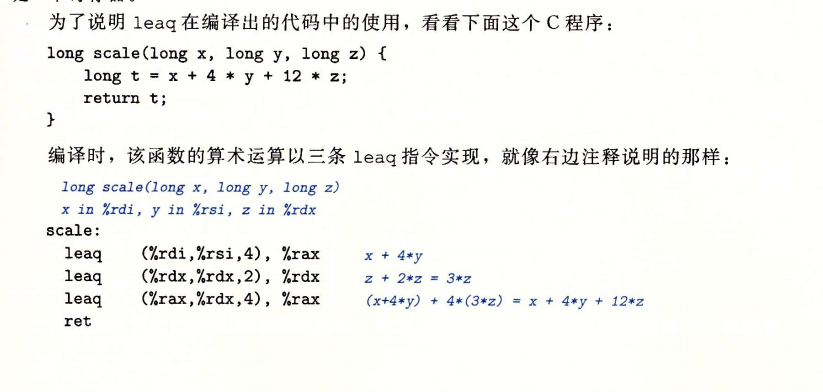 为了说明 leaq 在编译出的代码中的使用，看看下面这个 C 程序：
long scale(long x, long y, long z) {
    long t = x + 4 * y + 12 * z;
    return t;
}
编译时，该函数的算术运算以三条 leaq 指令实现，就像右边注释说明的那样：
long scale(long x, long y, long z)
x in %rdi, y in %rsi, z in %rdx
scale:
  leaq    (%rdi,%rsi,4), %rax    x + 4*y
  leaq    (%rdx,%rdx,2), %rdx    z + 2*z = 3*z
  leaq    (%rax,%rdx,4), %rax    (x+4*y) + 4*(3*z) = x + 4*y + 12*z
  ret